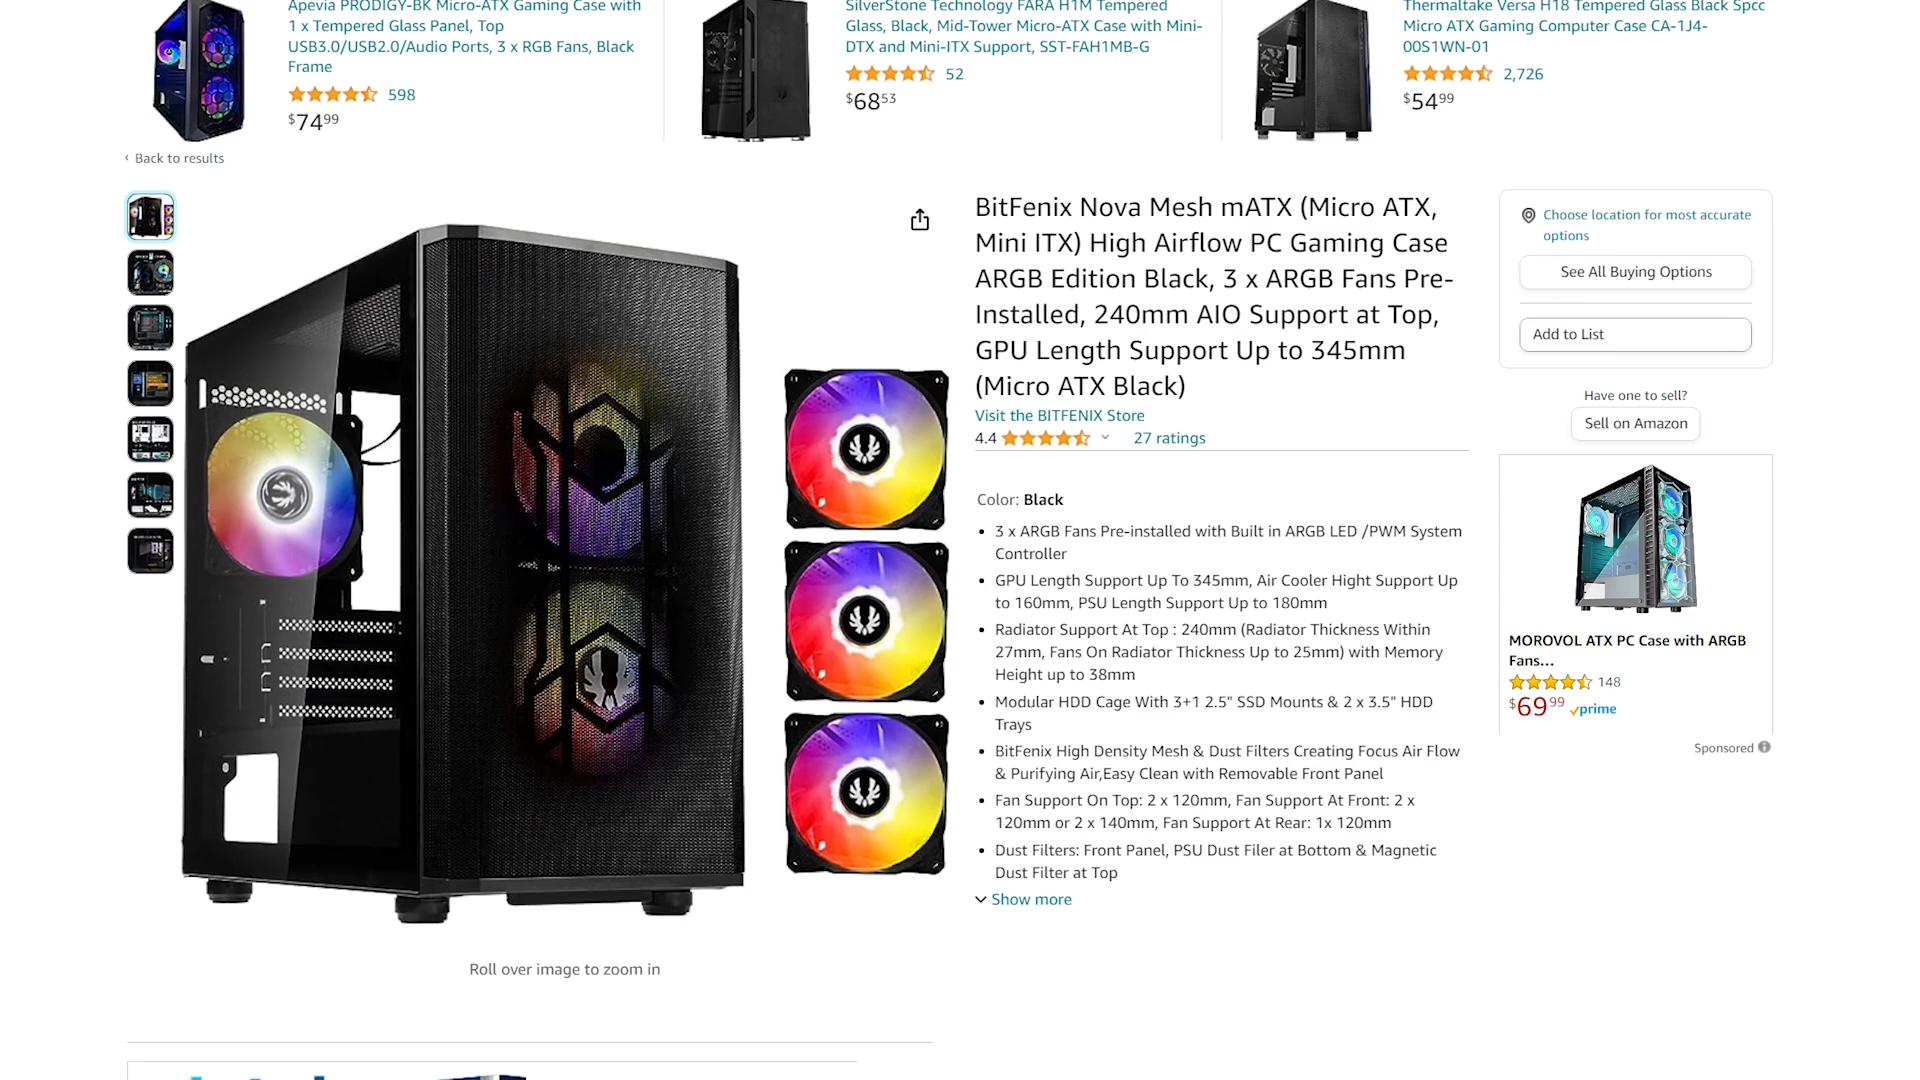 Apevia PRODIGY-BK Micro-ATX Gaming Case with
1 x Tempered Glass Panel, Top
USB3.0/USB2.0/Audio Ports, 3 x RGB Fans, Black
Frame
598
$74 99
SilverStone Technology FARA H1M Tempered
Glass, Black, Mid-Tower Micro-ATX Case with Mini-
DTX and Mini-ITX Support, SST-FAH1MB-G
52
$68 53
Thermaltake Versa H18 Tempered Glass Black Spcc
Micro ATX Gaming Computer Case CA-1J4-
00S1WN-01
2,726
$54 99
‹ Back to results
BitFenix Nova Mesh mATX (Micro ATX,
Mini ITX) High Airflow PC Gaming Case
ARGB Edition Black, 3 x ARGB Fans Pre-
Installed, 240mm AIO Support at Top,
GPU Length Support Up to 345mm
(Micro ATX Black)
Visit the BITFENIX Store
4.4 27 ratings
Color: Black
• 3 x ARGB Fans Pre-installed with Built in ARGB LED /PWM System
Controller
• GPU Length Support Up To 345mm, Air Cooler Hight Support Up
to 160mm, PSU Length Support Up to 180mm
• Radiator Support At Top : 240mm (Radiator Thickness Within
27mm, Fans On Radiator Thickness Up to 25mm) with Memory
Height up to 38mm
• Modular HDD Cage With 3+1 2.5" SSD Mounts & 2 x 3.5" HDD
Trays
• BitFenix High Density Mesh & Dust Filters Creating Focus Air Flow
& Purifying Air,Easy Clean with Removable Front Panel
• Fan Support On Top: 2 x 120mm, Fan Support At Front: 2 x
120mm or 2 x 140mm, Fan Support At Rear: 1x 120mm
• Dust Filters: Front Panel, PSU Dust Filer at Bottom & Magnetic
Dust Filter at Top
Show more
Roll over image to zoom in
Choose location for most accurate
options
See All Buying Options
Add to List
Have one to sell?
Sell on Amazon
MOROVOL ATX PC Case with ARGB
Fans...
148
$69 99 prime
Sponsored